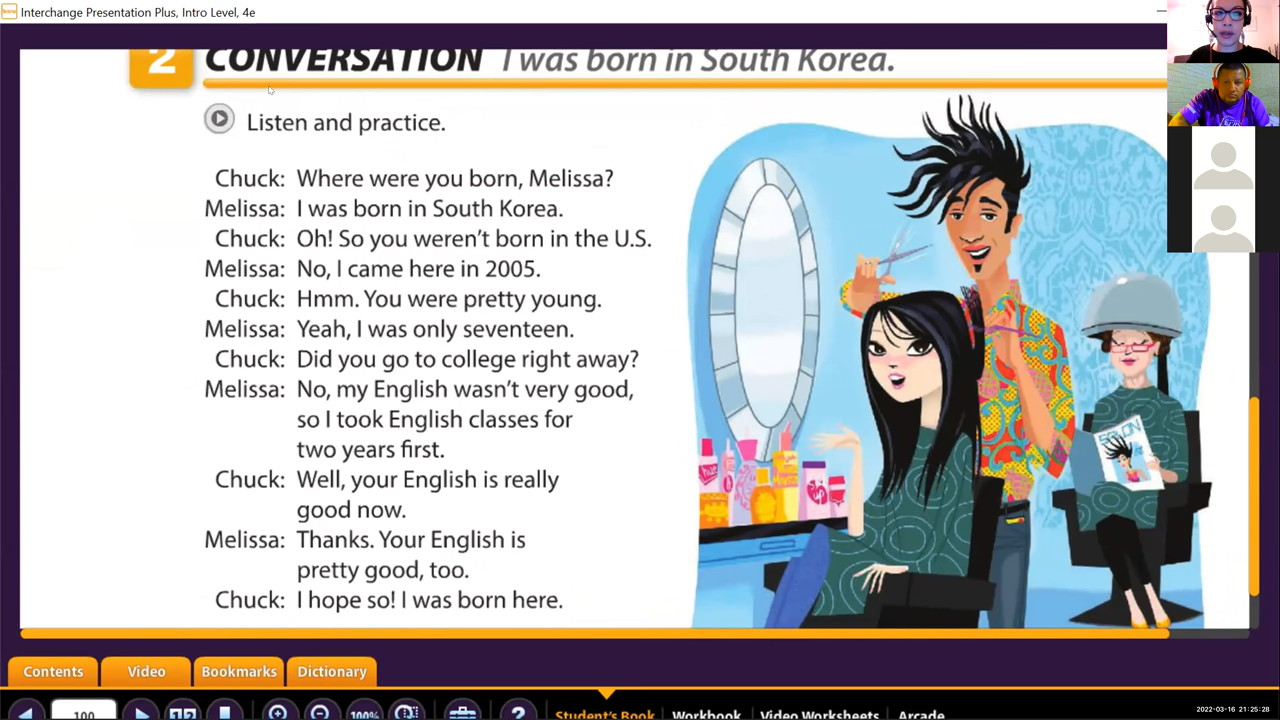 Interchange Presentation Plus, Intro Level, 4e
2 CONVERSATION I was born in South Korea.
Listen and practice.
Chuck: Where were you born, Melissa?
Melissa: I was born in South Korea.
Chuck: Oh! So you weren't born in the U.S.
Melissa: No, I came here in 2005.
Chuck: Hmm. You were pretty young.
Melissa: Yeah, I was only seventeen.
Chuck: Did you go to college right away?
Melissa: No, my English wasn't very good,
so I took English classes for
two years first.
Chuck: Well, your English is really
good now.
Melissa: Thanks. Your English is
pretty good, too.
Chuck: I hope so! I was born here.
SALON
Contents Video Bookmarks Dictionary
100 100% ?
Student's Book Workbook Video Worksheets Arcade
2022-03-16 21:25:28